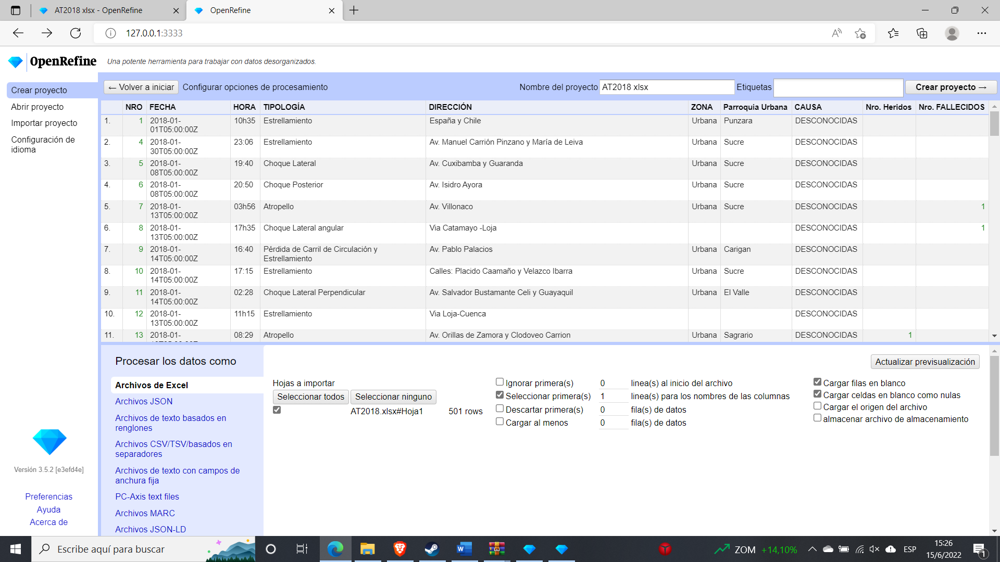 AT2018 xlsx - OpenRefine
OpenRefine
127.0.0.1:3333
OpenRefine
Una potente herramienta para trabajar con datos desorganizados.
Crear proyecto
Abrir proyecto
Importar proyecto
Configuración de
idioma
← Volver a iniciar Configurar opciones de procesamiento Nombre del proyecto AT2018 xlsx Etiquetas Crear proyecto →
NRO FECHA HORA TIPOLOGÍA DIRECCIÓN ZONA Parroquia Urbana CAUSA Nro. Heridos Nro. FALLECIDOS
1. 1 2018-01-01T05:00:00Z 10h35 Estrellamiento España y Chile Urbana Punzara DESCONOCIDAS
2. 4 2018-01-30T05:00:00Z 23:06 Estrellamiento Av. Manuel Carrión Pinzano y María de Leiva Urbana Sucre DESCONOCIDAS
3. 5 2018-01-08T05:00:00Z 19:40 Choque Lateral Av. Cuxibamba y Guaranda Urbana Sucre DESCONOCIDAS
4. 6 2018-01-08T05:00:00Z 20:50 Choque Posterior Av. Isidro Ayora Urbana Sucre DESCONOCIDAS
5. 7 2018-01-13T05:00:00Z 03h56 Atropello Av. Villonaco Urbana Sucre DESCONOCIDAS 1
6. 8 2018-01-13T05:00:00Z 17h35 Choque Lateral angular Via Catamayo -Loja DESCONOCIDAS 1
7. 9 2018-01-14T05:00:00Z 16:40 Pérdida de Carril de Circulación y Estrellamiento Av. Pablo Palacios Urbana Carigan DESCONOCIDAS
8. 10 2018-01-14T05:00:00Z 17:15 Estrellamiento Calles: Placido Caamaño y Velazco Ibarra Urbana Sucre DESCONOCIDAS
9. 11 2018-01-14T05:00:00Z 02:28 Choque Lateral Perpendicular Av. Salvador Bustamante Celi y Guayaquil Urbana El Valle DESCONOCIDAS
10. 12 2018-01-13T05:00:00Z 11h15 Estrellamiento Via Loja-Cuenca DESCONOCIDAS
11. 13 2018-01- 08:29 Atropello Av. Orillas de Zamora y Clodoveo Carrion Urbana Sagrario DESCONOCIDAS 1
Procesar los datos como
Archivos de Excel
Archivos JSON
Archivos de texto basados en
renglones
Archivos CSV/TSV/basados en
separadores
Archivos de texto con campos de
anchura fija
PC-Axis text files
Archivos MARC
Archivos JSON-LD
Actualizar previsualización
Hojas a importar
Seleccionar todos Seleccionar ninguno
AT2018.xlsx#Hoja1 501 rows
Ignorar primera(s) 0 linea(s) al inicio del archivo
Seleccionar primera(s) 1 linea(s) para los nombres de las columnas
Descartar primera(s) 0 fila(s) de datos
Cargar al menos 0 fila(s) de datos
Cargar filas en blanco
Cargar celdas en blanco como nulas
Cargar el origen del archivo
almacenar archivo de almacenamiento
Versión 3.5.2 [e3efd4e]
Preferencias
Ayuda
Acerca de
Escribe aquí para buscar
ZOM +14,10%
ESP
15:26
15/6/2022
1